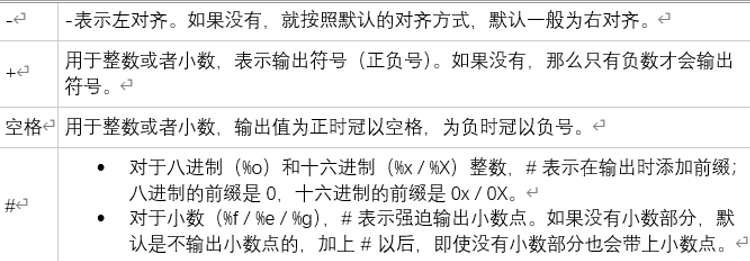 -↵ -表示左对齐。如果没有，就按照默认的对齐方式，默认一般为右对齐。↵
+↵ 用于整数或者小数，表示输出符号（正负号）。如果没有，那么只有负数才会输出
符号。↵
空格↵ 用于整数或者小数，输出值为正时冠以空格，为负时冠以负号。↵
#↵ • 对于八进制（%o）和十六进制（%x / %X）整数，# 表示在输出时添加前缀；
八进制的前缀是 0，十六进制的前缀是 0x / 0X。↵
• 对于小数（%f / %e / %g），# 表示强迫输出小数点。如果没有小数部分，默
认是不输出小数点的，加上 # 以后，即使没有小数部分也会带上小数点。↵